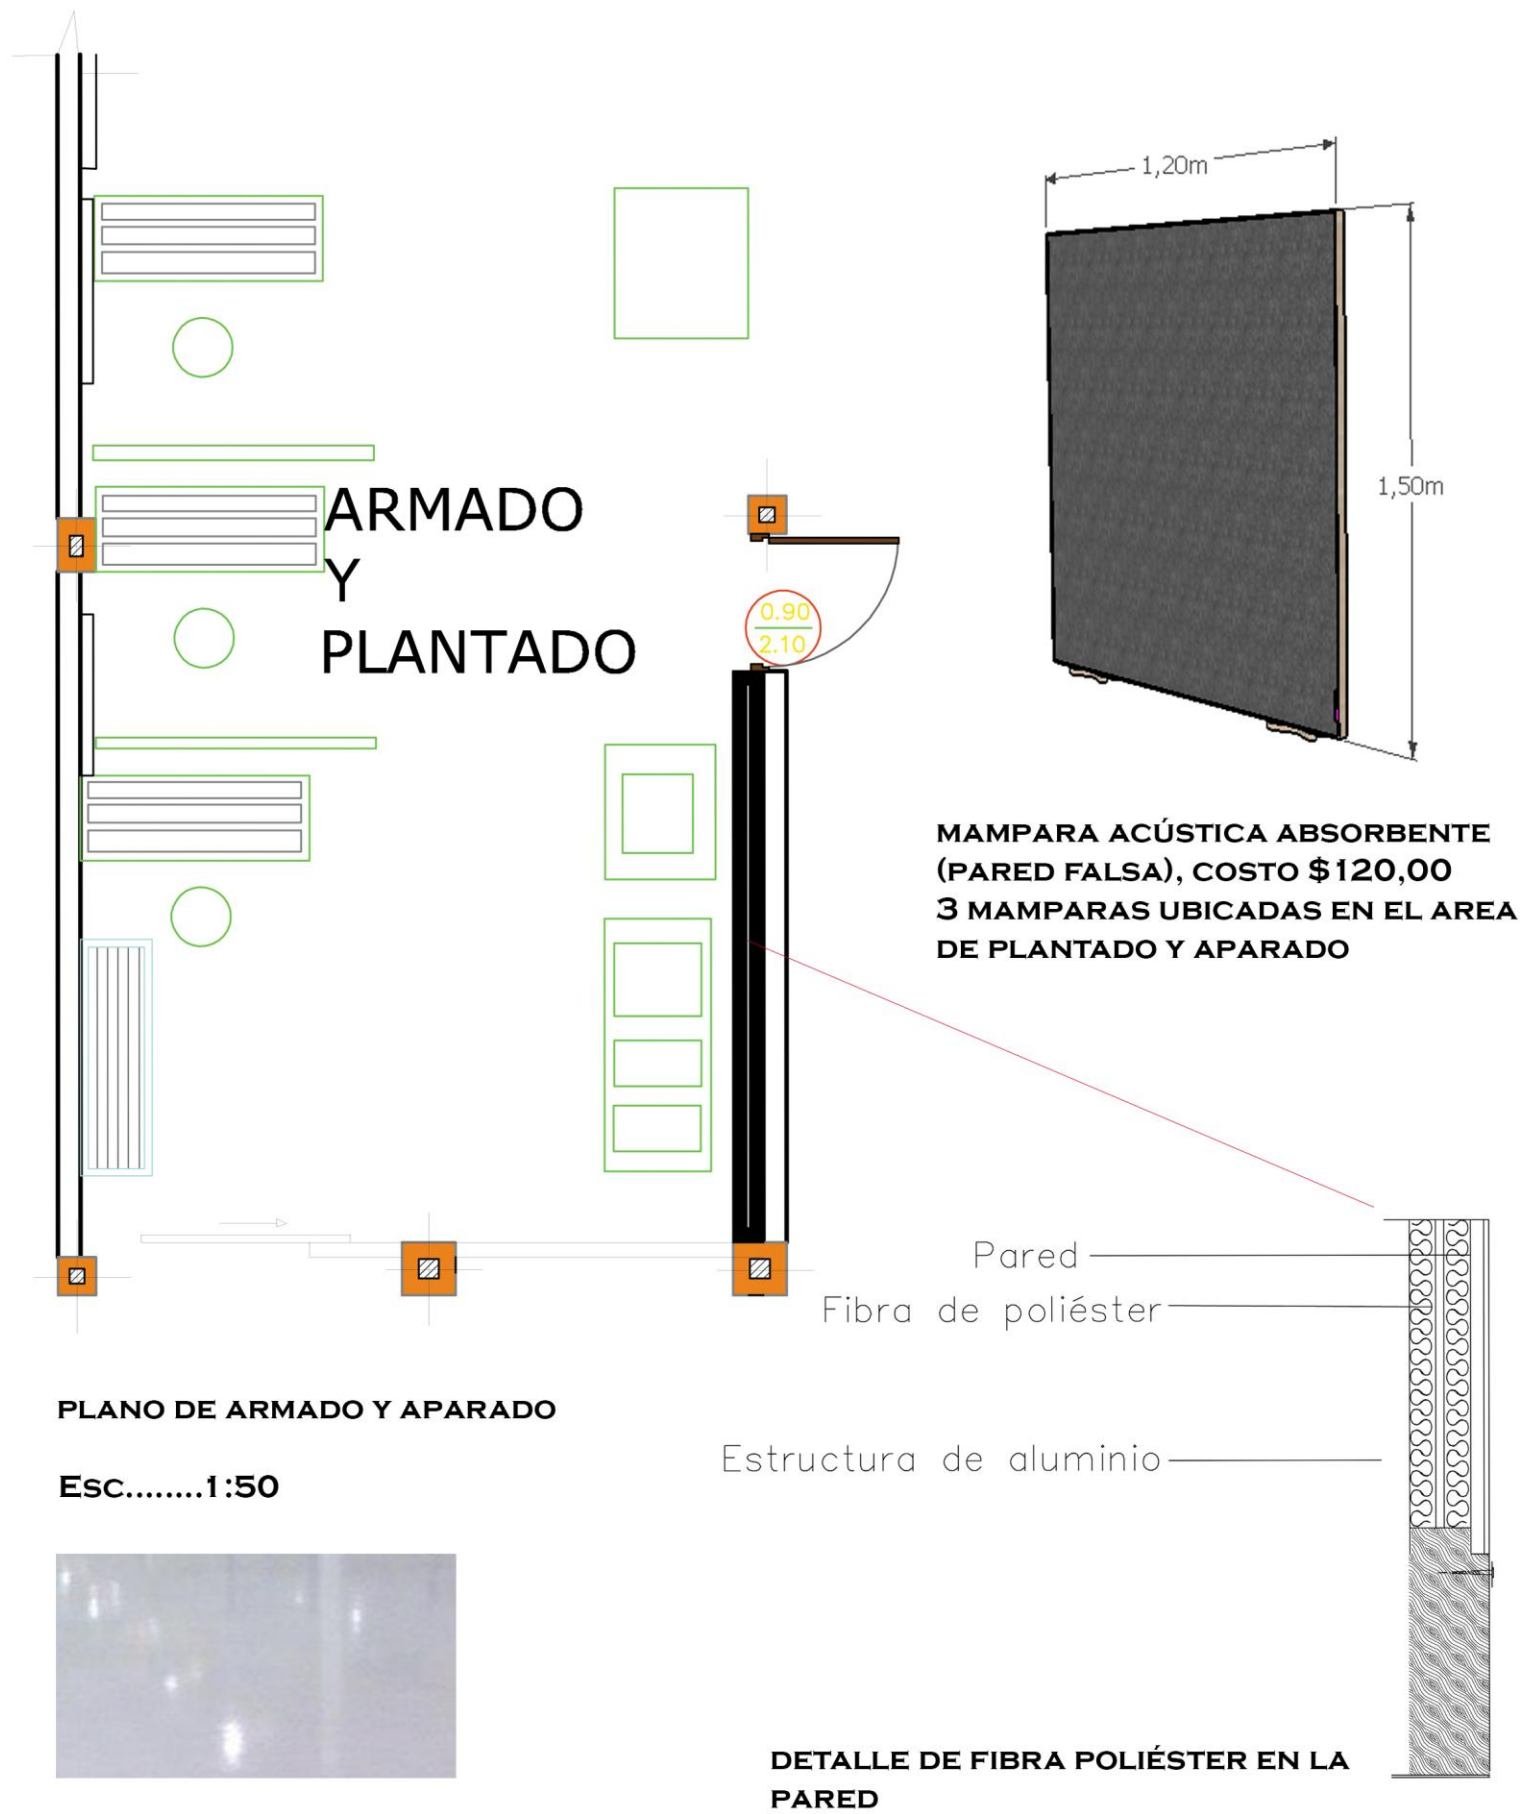 1,20m
ARMADO
Y
PLANTADO
1,50m
0.90
2.10
MAMPARA ACÚSTICA ABSORBENTE
(PARED FALSA), COSTO $120,00
3 MAMPARAS UBICADAS EN EL AREA
DE PLANTADO Y APARADO
Pared
Fibra de poliéster
Estructura de aluminio
PLANO DE ARMADO Y APARADO
Esc........1:50
DETALLE DE FIBRA POLIÉSTER EN LA
PARED